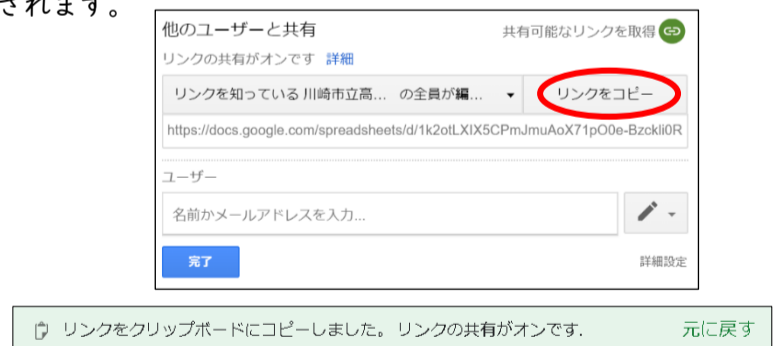 されます。
他のユーザーと共有 共有可能なリンクを取得
リンクの共有がオンです 詳細
リンクを知っている 川崎市立高... の全員が編... リンクをコピー
https://docs.google.com/spreadsheets/d/1k2otLXIX5CPmJmuAoX71pO0e-Bzckli0R
ユーザー
名前かメールアドレスを入力...
完了 詳細設定
リンクをクリップボードにコピーしました。リンクの共有がオンです. 元に戻す